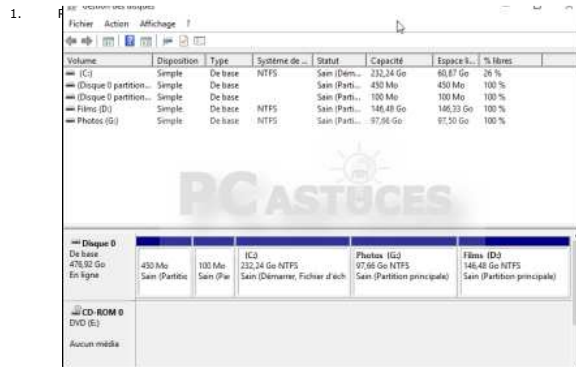 1. Gestion des disques
Fichier Action Affichage ?
Volume Disposition Type Système de ... Statut Capacité Espace li... % libres
(C:) Simple De base NTFS Sain (Dém... 232,24 Go 60,87 Go 26 %
(Disque 0 partition... Simple De base Sain (Parti... 450 Mo 450 Mo 100 %
(Disque 0 partition... Simple De base Sain (Parti... 100 Mo 100 Mo 100 %
Films (D:) Simple De base NTFS Sain (Parti... 146,48 Go 146,33 Go 100 %
Photos (G:) Simple De base NTFS Sain (Parti... 97,66 Go 97,50 Go 100 %
PC ASTUCES
Disque 0
De base
476,92 Go
En ligne
450 Mo
Sain (Partitio
100 Mo
Sain (Par
(C:)
232,24 Go NTFS
Sain (Démarrer, Fichier d'éch
Photos (G:)
97,66 Go NTFS
Sain (Partition principale)
Films (D:)
146,48 Go NTFS
Sain (Partition principale)
CD-ROM 0
DVD (E:)
Aucun média